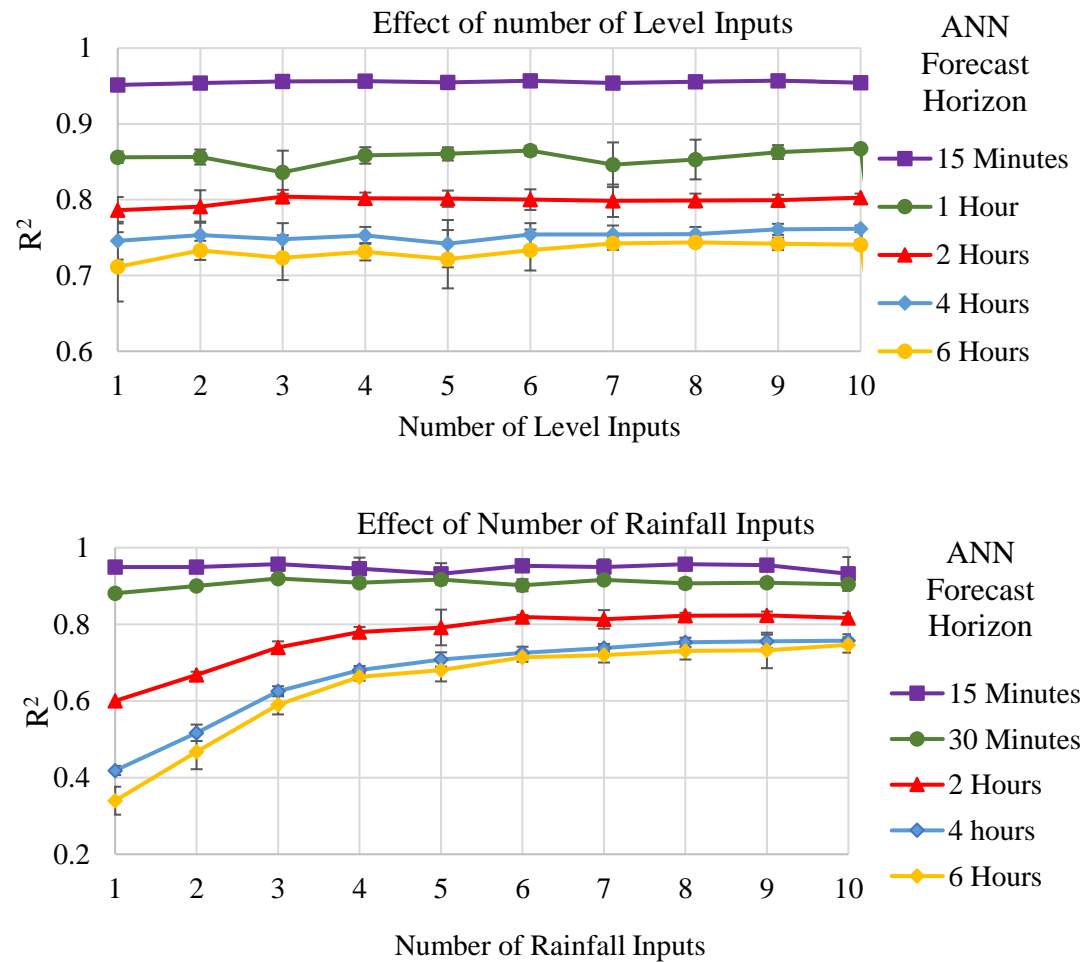 Effect of number of Level Inputs
ANN
Forecast
Horizon
1
0.9
0.8
0.7
0.6
R²
1 2 3 4 5 6 7 8 9 10
Number of Level Inputs
15 Minutes
1 Hour
2 Hours
4 Hours
6 Hours
Effect of Number of Rainfall Inputs
ANN
Forecast
Horizon
1
0.8
0.6
0.4
0.2
R²
1 2 3 4 5 6 7 8 9 10
Number of Rainfall Inputs
15 Minutes
30 Minutes
2 Hours
4 hours
6 Hours